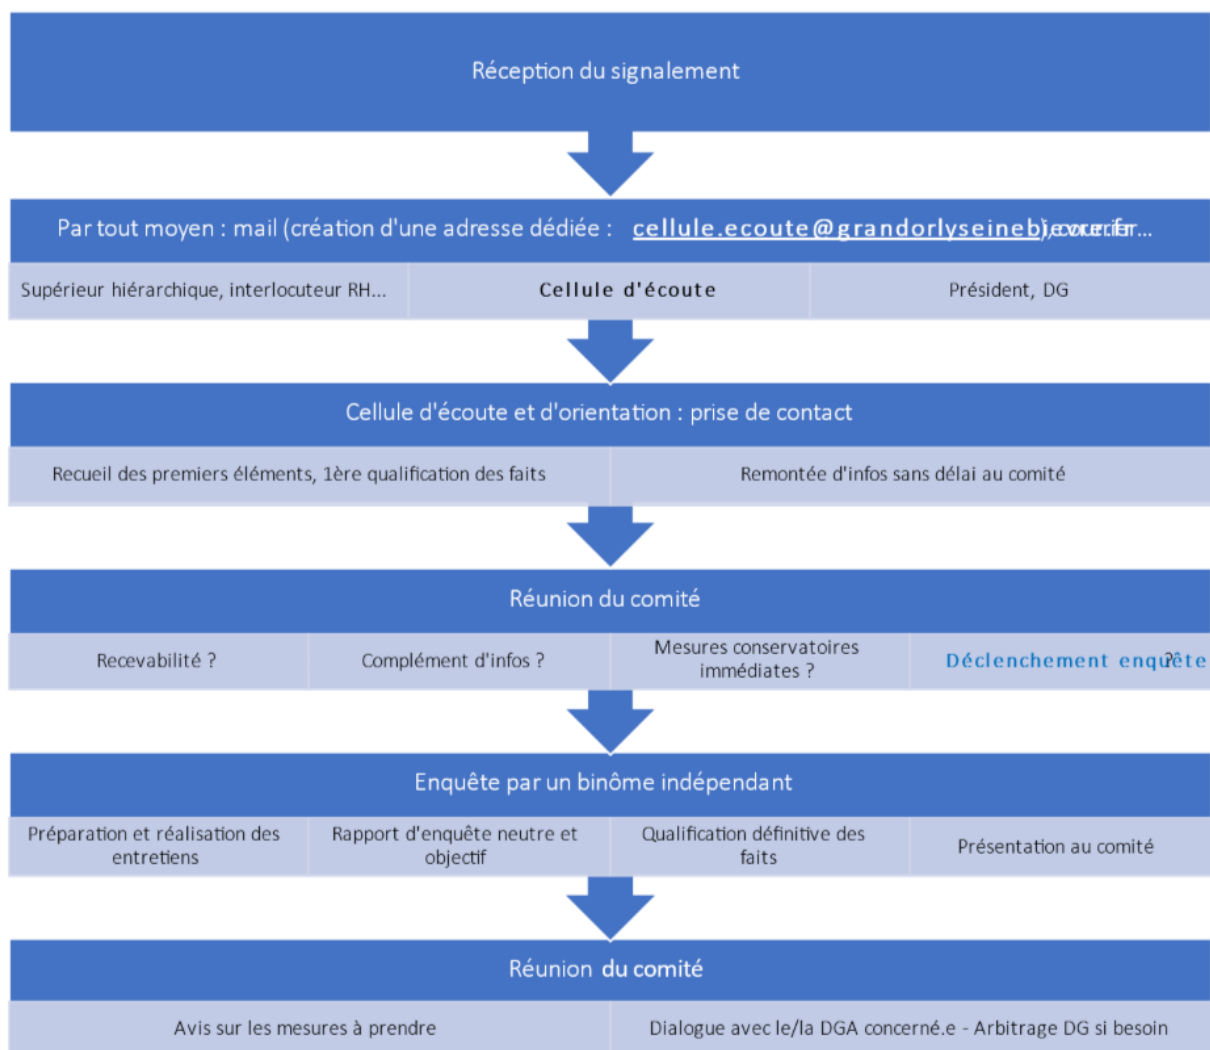 Réception du signalement
Par tout moyen : mail (création d'une adresse dédiée : cellule.ecoute@grandorlyseinebievre.fr), courrier...
Supérieur hiérarchique, interlocuteur RH...
Cellule d'écoute
Président, DG
Cellule d'écoute et d'orientation : prise de contact
Recueil des premiers éléments, 1ère qualification des faits
Remontée d'infos sans délai au comité
Réunion du comité
Recevabilité ?
Complément d'infos ?
Mesures conservatoires
immédiates ?
Déclenchement enquête ?
Enquête par un binôme indépendant
Préparation et réalisation des
entretiens
Rapport d'enquête neutre et
objectif
Qualification définitive des
faits
Présentation au comité
Réunion du comité
Avis sur les mesures à prendre
Dialogue avec le/la DGA concerné.e - Arbitrage DG si besoin